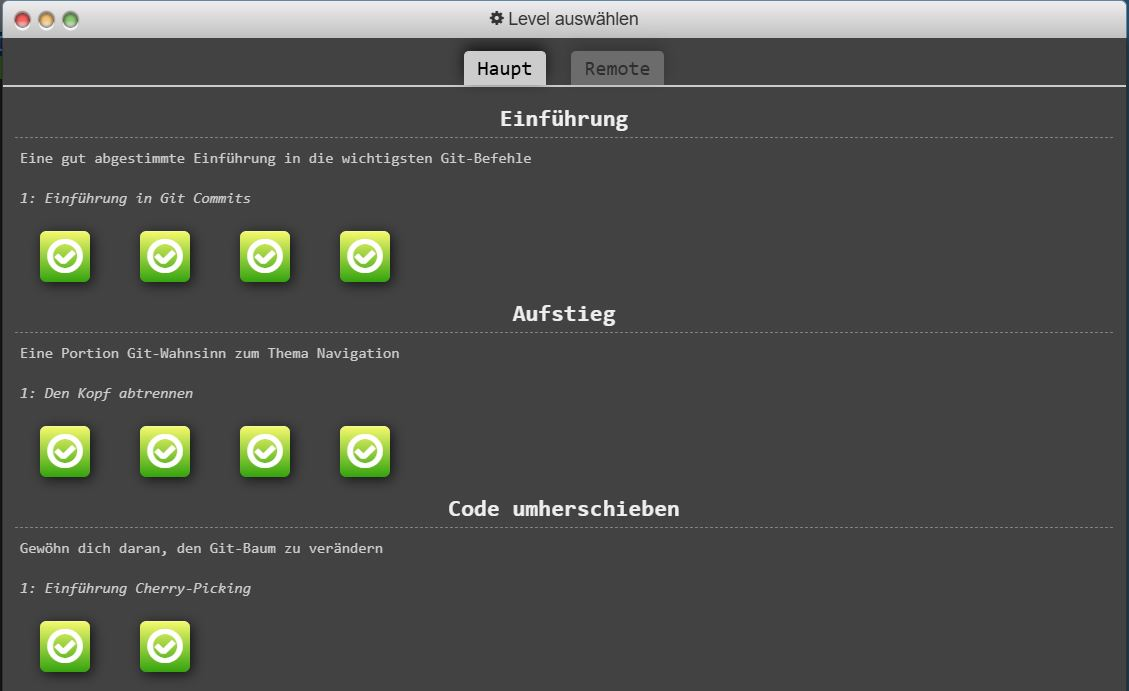 Level auswählen
Haupt Remote
Einführung
Eine gut abgestimmte Einführung in die wichtigsten Git-Befehle
1: Einführung in Git Commits
Aufstieg
Eine Portion Git-Wahnsinn zum Thema Navigation
1: Den Kopf abtrennen
Code umherschieben
Gewöhn dich daran, den Git-Baum zu verändern
1: Einführung Cherry-Picking